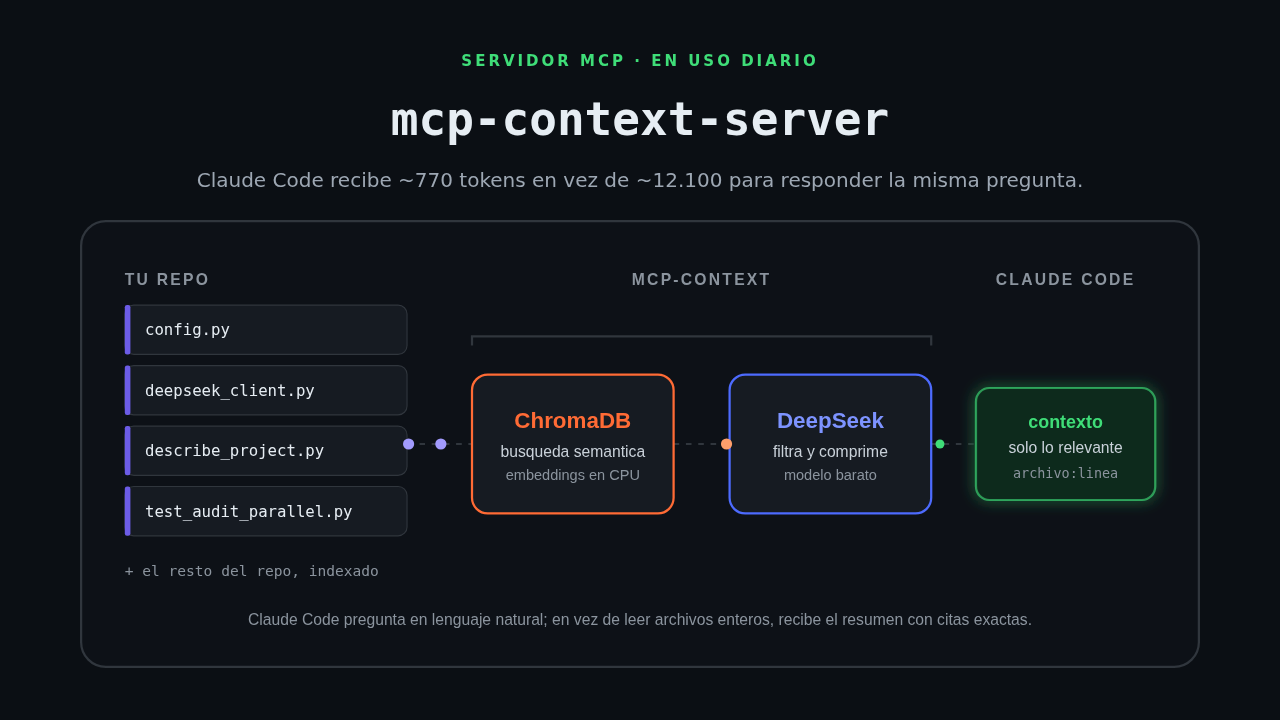 SERVIDOR MCP · EN USO DIARIO
mcp-context-server
Claude Code recibe ~770 tokens en vez de ~12.100 para responder la misma pregunta.
TU REPO
config.py
deepseek_client.py
describe_project.py
test_audit_parallel.py
+ el resto del repo, indexado
MCP-CONTEXT
ChromaDB
busqueda semantica
embeddings en CPU
DeepSeek
filtra y comprime
modelo barato
CLAUDE CODE
contexto
solo lo relevante
archivo:linea
Claude Code pregunta en lenguaje natural; en vez de leer archivos enteros, recibe el resumen con citas exactas.